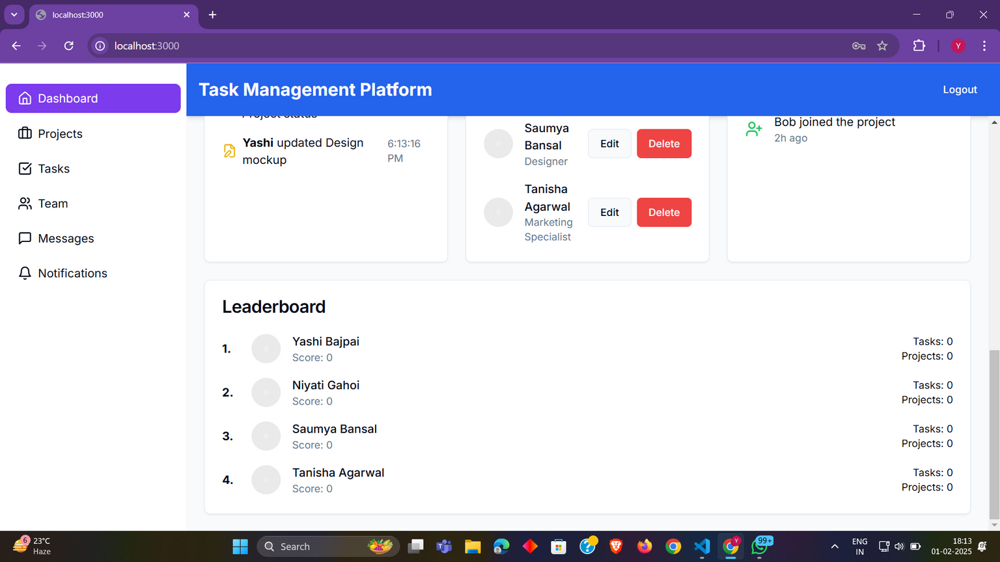 localhost:3000
localhost:3000
Y
Dashboard
Projects
Tasks
Team
Messages
Notifications
Task Management Platform
Logout
Project status
Yashi updated Design
mockup
6:13:16
PM
Saumya
Bansal
Designer
Edit
Delete
Tanisha
Agarwal
Marketing
Specialist
Edit
Delete
Bob joined the project
2h ago
Leaderboard
1.
Yashi Bajpai
Score: 0
Tasks: 0
Projects: 0
2.
Niyati Gahoi
Score: 0
Tasks: 0
Projects: 0
3.
Saumya Bansal
Score: 0
Tasks: 0
Projects: 0
4.
Tanisha Agarwal
Score: 0
Tasks: 0
Projects: 0
6
23°C
Haze
Search
Y
99+
ENG
IN
18:13
01-02-2025